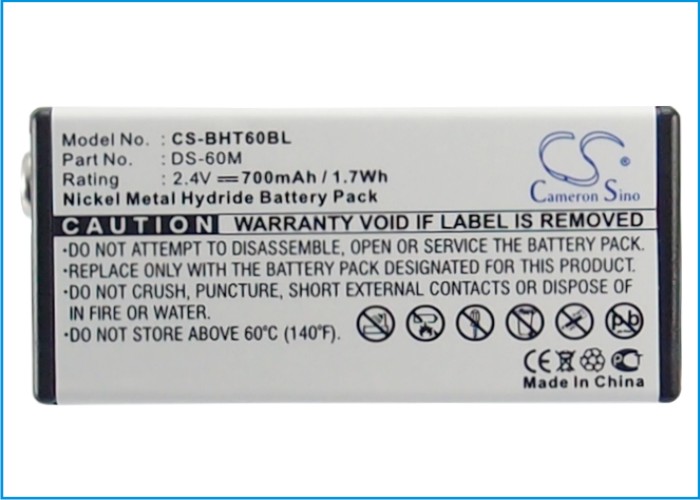 Model No. : CS-BHT60BL
Part No. : DS-60M
Rating : 2.4V 700mAh / 1.7Wh
Nickel Metal Hydride Battery Pack
CS
Cameron Sino
CAUTION WARRANTY VOID IF LABEL IS REMOVED
•DO NOT ATTEMPT TO DISASSEMBLE, OPEN OR SERVICE THE BATTERY PACK.
•REPLACE ONLY WITH THE BATTERY PACK DESIGNATED FOR THIS PRODUCT.
•DO NOT CRUSH, PUNCTURE, SHORT EXTERNAL CONTACTS OR DISPOSE OF
IN FIRE OR WATER.
•DO NOT STORE ABOVE 60°C (140°F).
Pb
CE
Made In China